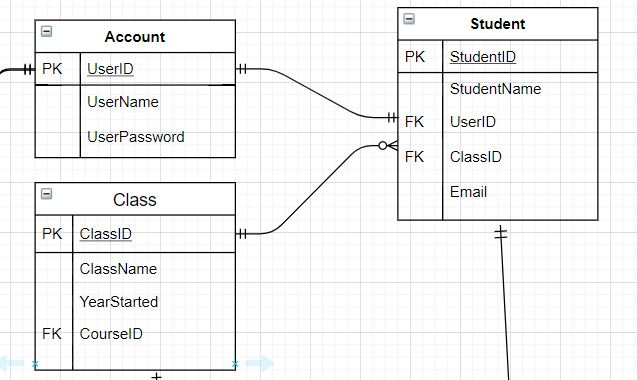 Account
PK UserID
UserName
UserPassword
Class
PK ClassID
ClassName
YearStarted
FK CourseID
Student
PK StudentID
StudentName
FK UserID
FK ClassID
Email